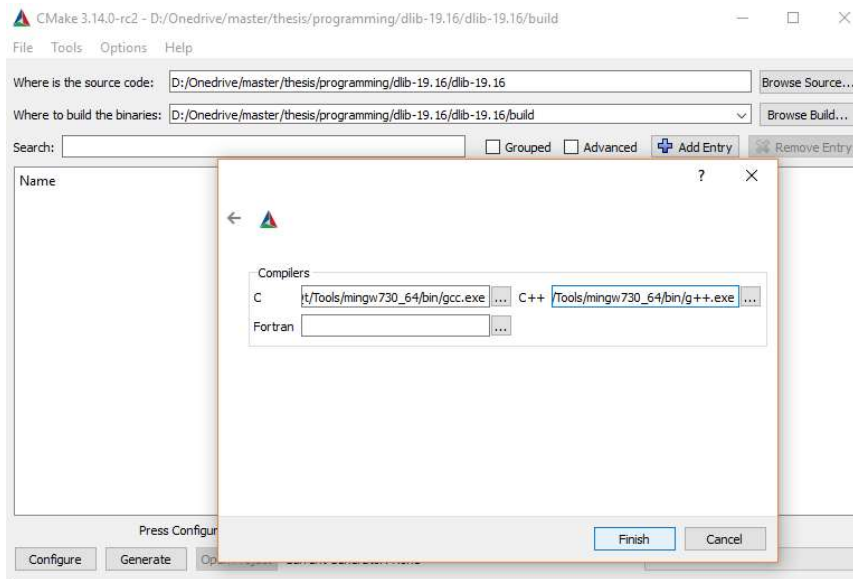 CMake 3.14.0-rc2 - D:/Onedrive/master/thesis/programming/dlib-19.16/dlib-19.16/build
File Tools Options Help
Where is the source code: D:/Onedrive/master/thesis/programming/dlib-19.16/dlib-19.16 Browse Source...
Where to build the binaries: D:/Onedrive/master/thesis/programming/dlib-19.16/dlib-19.16/build Browse Build...
Search: Grouped Advanced Add Entry Remove Entry
Name
Compilers
C t/Tools/mingw730_64/bin/gcc.exe ... C++ /Tools/mingw730_64/bin/g++.exe ...
Fortran ...
Press Configur
Finish Cancel
Configure Generate